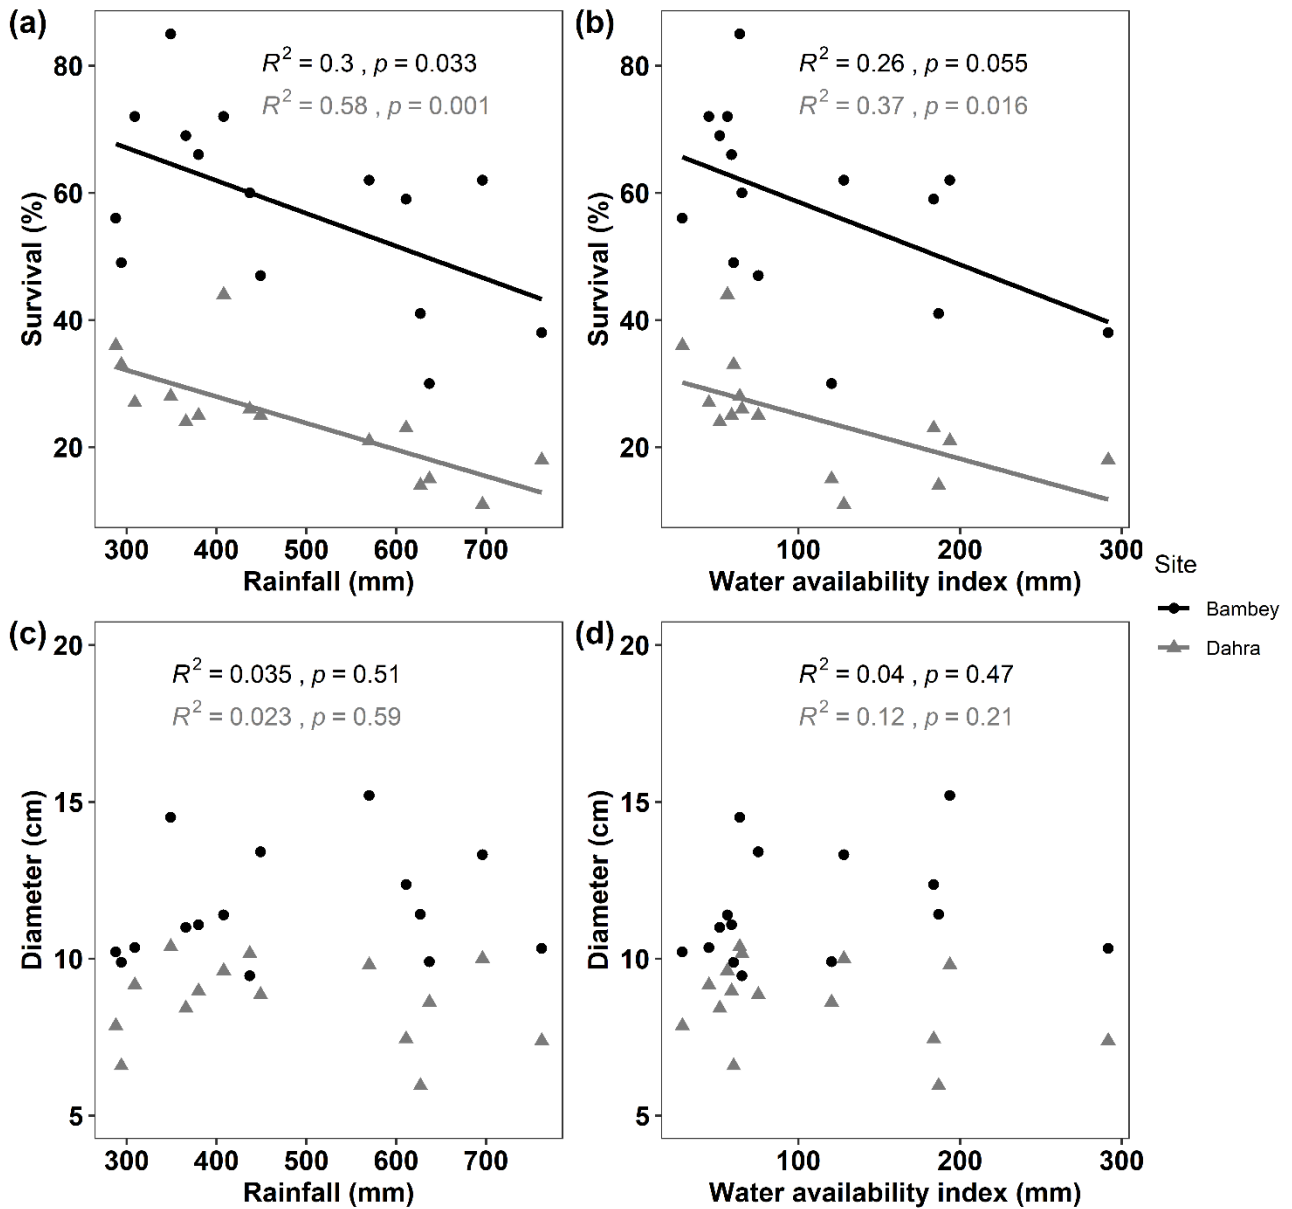 (a)
R² = 0.3 , p = 0.033
R² = 0.58 , p = 0.001
Survival (%)
80
60
40
20
300 400 500 600 700
Rainfall (mm)
(b)
R² = 0.26 , p = 0.055
R² = 0.37 , p = 0.016
Survival (%)
80
60
40
20
100 200 300
Water availability index (mm)
Site
Bambey
Dahra
(c)
R² = 0.035 , p = 0.51
R² = 0.023 , p = 0.59
Diameter (cm)
20
15
10
5
300 400 500 600 700
Rainfall (mm)
(d)
R² = 0.04 , p = 0.47
R² = 0.12 , p = 0.21
Diameter (cm)
20
15
10
5
100 200 300
Water availability index (mm)